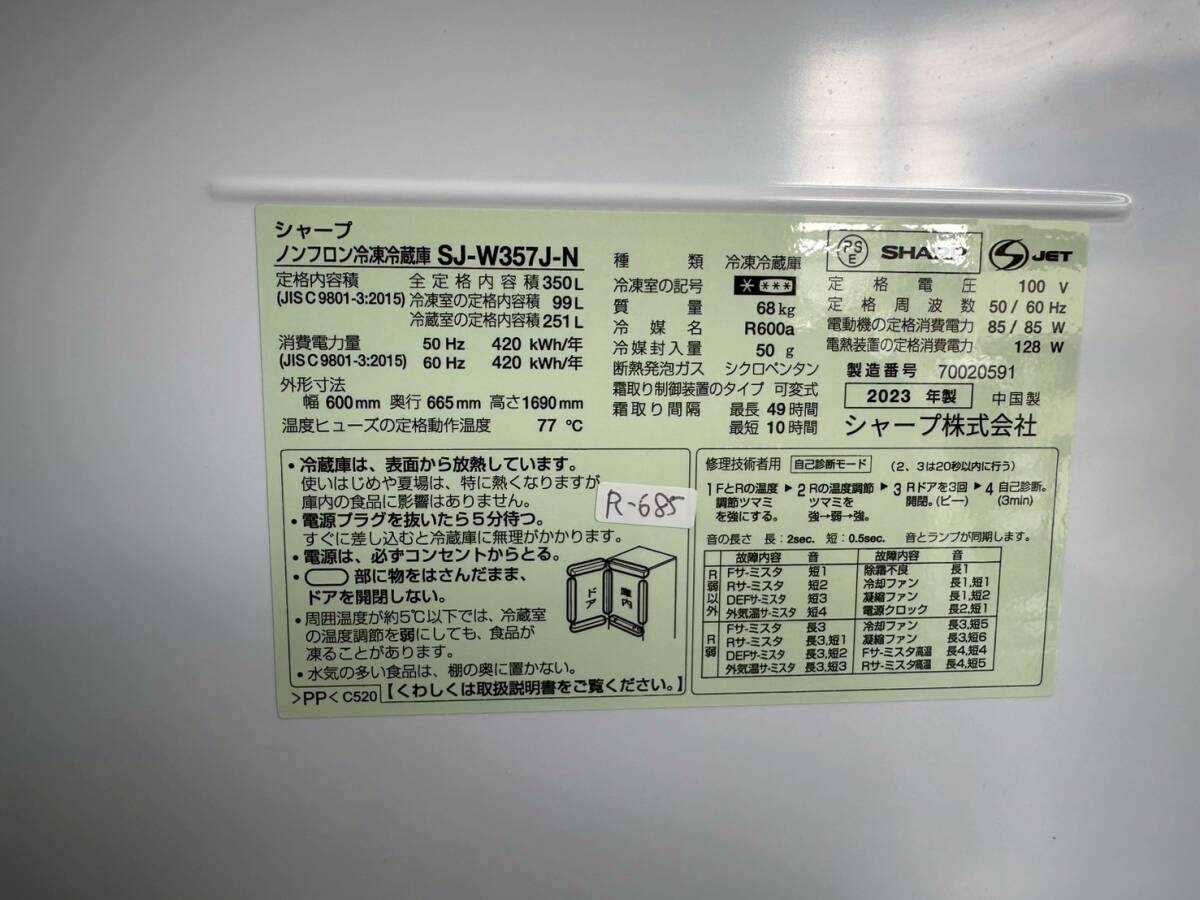 シャープ
ノンフロン冷凍冷蔵庫 SJ-W357J-N
定格内容積 全定格内容積 350L
(JIS C 9801-3:2015) 冷凍室の定格内容積 99L
冷蔵室の定格内容積 251L
消費電力量 50 Hz 420 kWh/年
(JIS C 9801-3:2015) 60 Hz 420 kWh/年
外形寸法
幅 600mm 奥行 665mm 高さ1690mm
温度ヒューズの定格動作温度 77 ℃
種類 冷凍冷蔵庫
冷凍室の記号 * ***
質量 68kg
冷媒名 R600a
冷媒封入量 50 g
断熱発泡ガス シクロペンタン
霜取り制御装置のタイプ 可変式
霜取り間隔 最長 49時間
最短 10時間
PS E SHARP S JET
定格電圧 100 V
定格周波数 50/60 Hz
電動機の定格消費電力 85/85 W
電熱装置の定格消費電力 128 W
製造番号 70020591
2023 年製 中国製
シャープ株式会社
・冷蔵庫は、表面から放熱しています。
使いはじめや夏場は、特に熱くなりますが
庫内の食品に影響はありません。
・電源プラグを抜いたら5分待つ。
すぐに差し込むと冷蔵庫に無理がかかります。
・電源は、必ずコンセントからとる。
・ 部に物をはさんだまま、
ドアを開閉しない。
・周囲温度が約5℃以下では、冷蔵室
の温度調節を弱にしても、食品が
凍ることがあります。
・水気の多い食品は、棚の奥に置かない。
>PP< C520 【くわしくは取扱説明書をご覧ください。】
ドア 庫内
R-685
修理技術者用 自己診断モード (2、3は20秒以内に行う)
1 FとRの温度調節ツマミを強にする。 ▶ 2 Rの温度調節ツマミを強→弱→強。 ▶ 3 Rドアを3回開閉。(ピー) ▶ 4 自己診断。(3min)
音の長さ 長：2sec. 短：0.5sec. 音とランプが同期します。
故障内容 音 故障内容 音
R弱以外 Fサ-ミスタ 短1 除霜不良 長1
Rサ-ミスタ 短2 冷却ファン 長1,短1
DEFサ-ミスタ 短3 凝縮ファン 長1,短2
外気温サ-ミスタ 短4 電源クロック 長2,短1
R弱 Fサ-ミスタ 長3 冷却ファン 長3,短5
Rサ-ミスタ 長3,短1 凝縮ファン 長3,短6
DEFサ-ミスタ 長3,短2 Fサ-ミスタ高温 長4,短4
外気温サ-ミスタ 長3,短3 Rサ-ミスタ高温 長4,短5